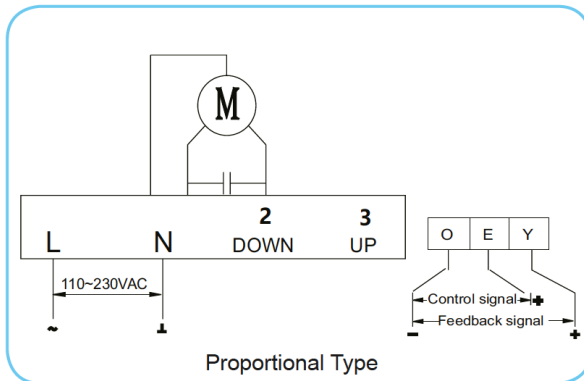 M
2 3
L N DOWN UP
O E Y
110~230VAC
Control signal +
- Feedback signal +
~
Proportional Type